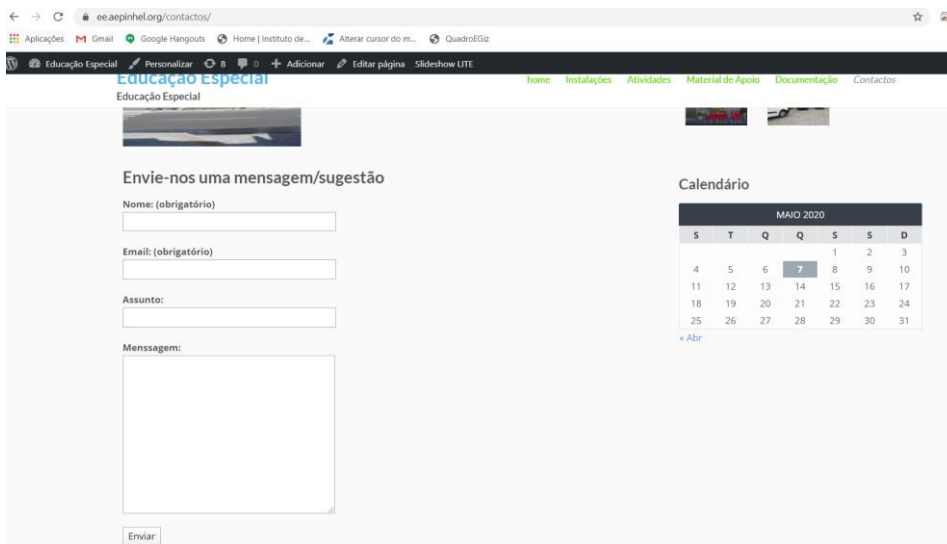 ee.aepinhel.org/contactos/
Aplicações Gmail Google Hangouts Home | Instituto de... Alterar cursor do m... QuadroEGiz
Educação Especial Personalizar 8 0 Adicionar Editar página Slideshow LITE
Educação Especial
home Instalações Atividades Material de Apoio Documentação Contactos
Educação Especial
Envie-nos uma mensagem/sugestão
Nome: (obrigatório)
Email: (obrigatório)
Assunto:
Menssagem:
Enviar
Calendário
MAIO 2020
S T Q Q S S D
1 2 3
4 5 6 7 8 9 10
11 12 13 14 15 16 17
18 19 20 21 22 23 24
25 26 27 28 29 30 31
« Abr